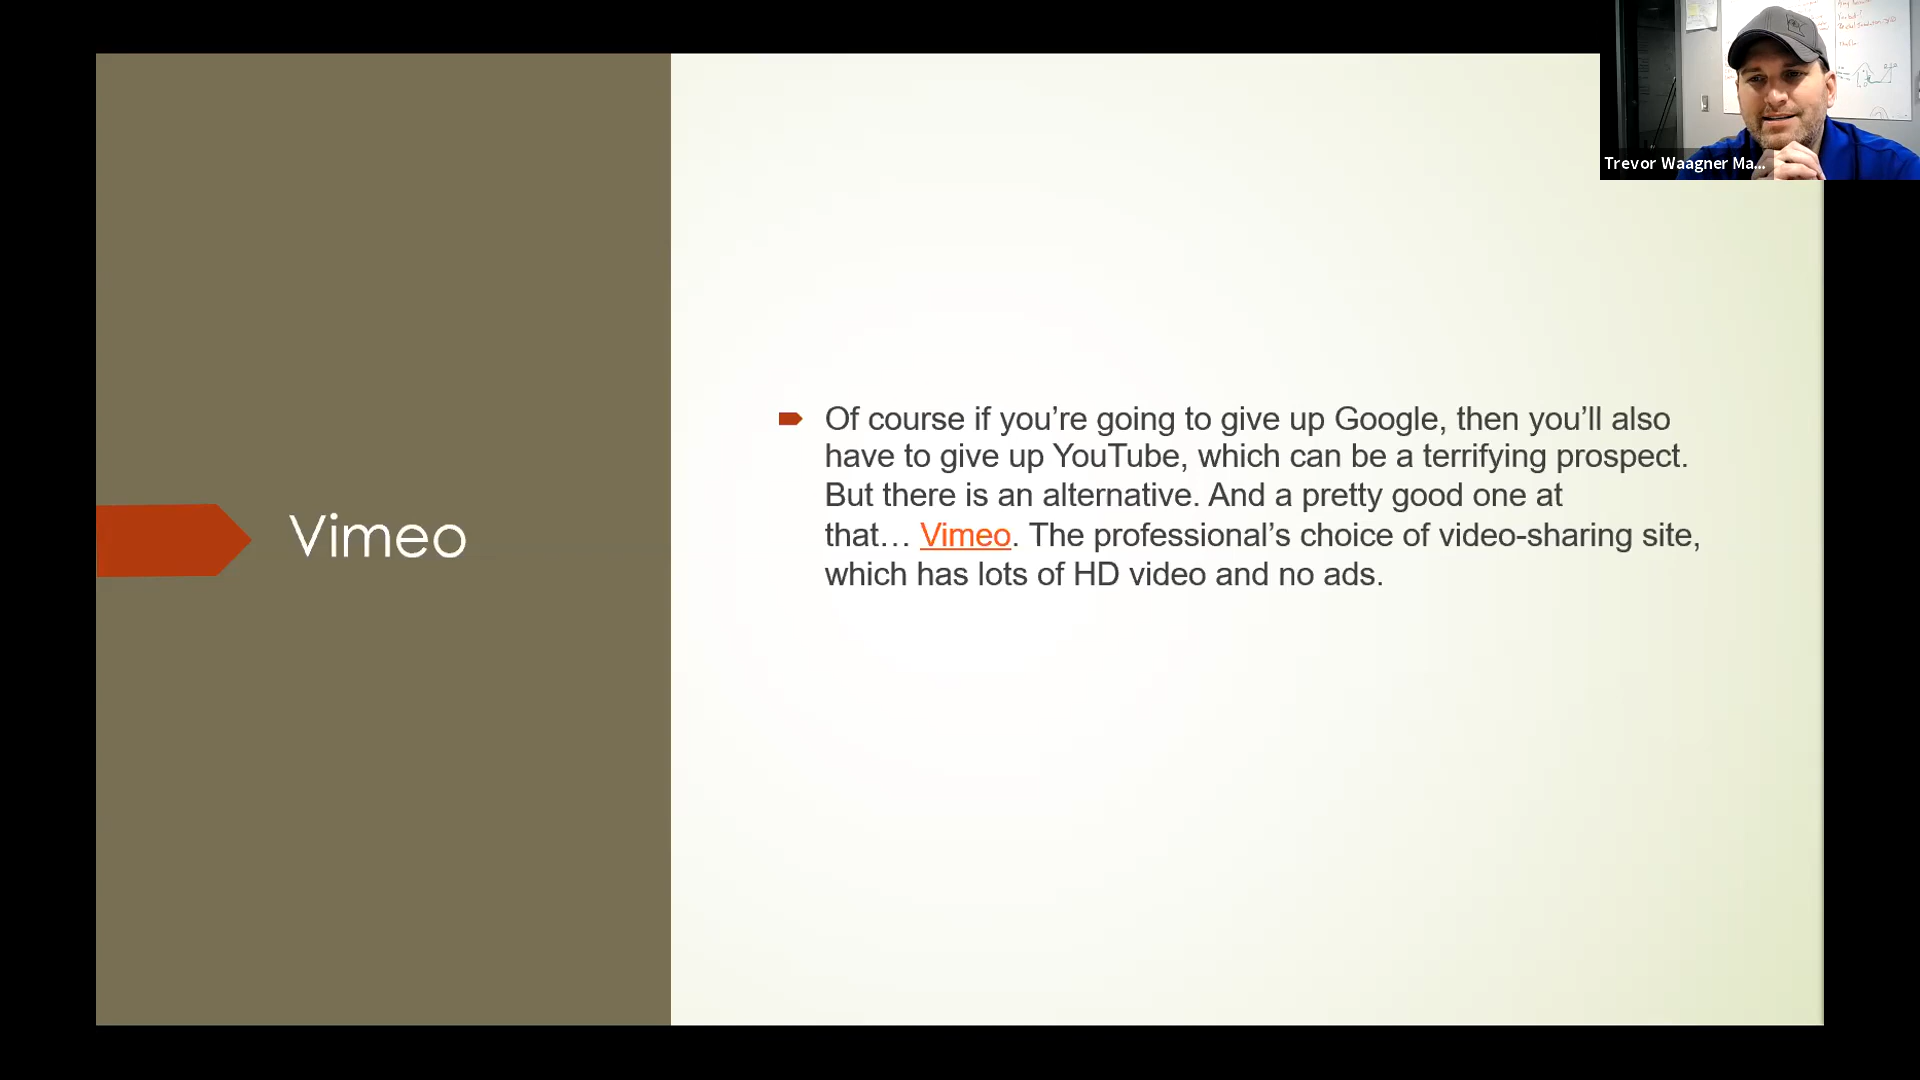 Trevor Waagner Ma...
Vimeo
Of course if you’re going to give up Google, then you’ll also
have to give up YouTube, which can be a terrifying prospect.
But there is an alternative. And a pretty good one at
that… Vimeo. The professional’s choice of video-sharing site,
which has lots of HD video and no ads.